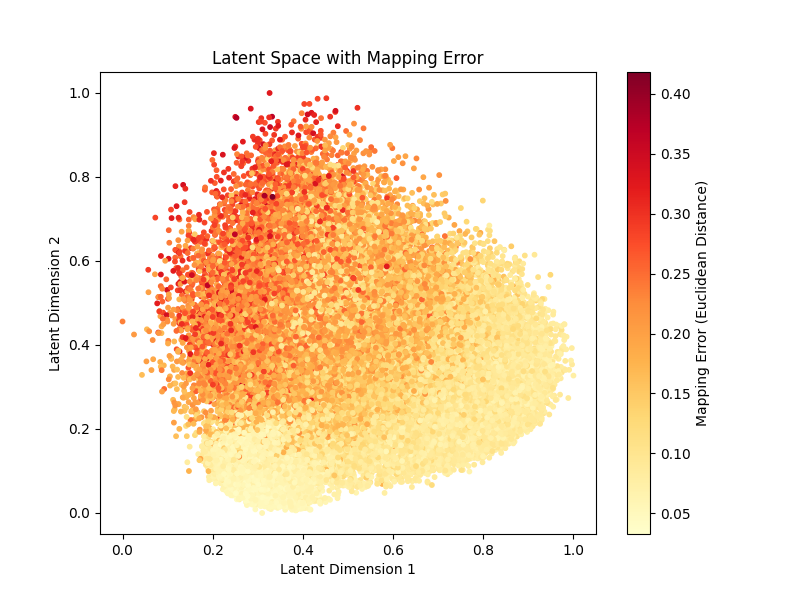 Latent Space with Mapping Error
1.0
0.8
0.6
0.4
0.2
0.0
Latent Dimension 2
0.0 0.2 0.4 0.6 0.8 1.0
Latent Dimension 1
0.40
0.35
0.30
0.25
0.20
0.15
0.10
0.05
Mapping Error (Euclidean Distance)